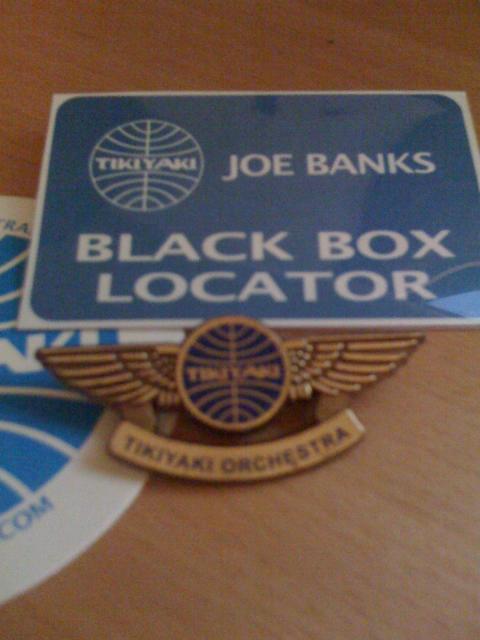 TIKIYAKI
JOE BANKS
BLACK BOX
LOCATOR
TIKIYAKI
TIKIYAKI ORCHESTRA
.COM